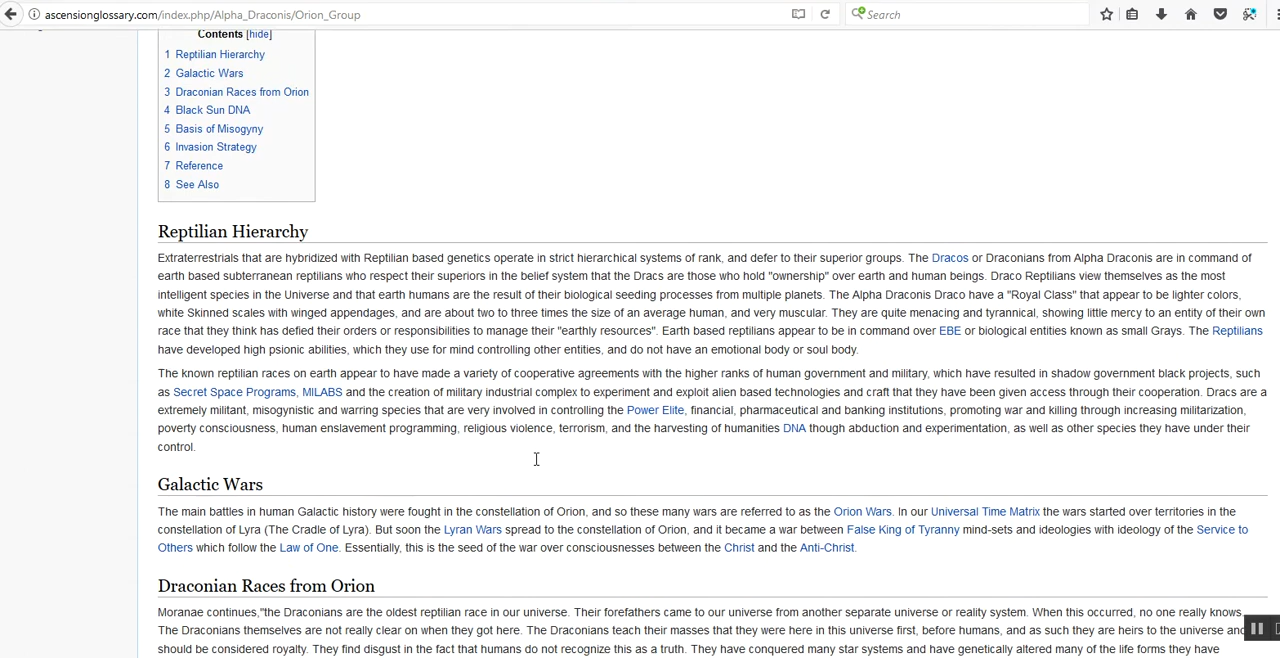 ascensionglossary.com/index.php/Alpha_Draconis/Orion_Group
Search
Contents [hide]
1 Reptilian Hierarchy
2 Galactic Wars
3 Draconian Races from Orion
4 Black Sun DNA
5 Basis of Misogyny
6 Invasion Strategy
7 Reference
8 See Also
Reptilian Hierarchy
Extraterrestrials that are hybridized with Reptilian based genetics operate in strict hierarchical systems of rank, and defer to their superior groups. The Dracos or Draconians from Alpha Draconis are in command of
earth based subterranean reptilians who respect their superiors in the belief system that the Dracs are those who hold "ownership" over earth and human beings. Draco Reptilians view themselves as the most
intelligent species in the Universe and that earth humans are the result of their biological seeding processes from multiple planets. The Alpha Draconis Draco have a "Royal Class" that appear to be lighter colors,
white Skinned scales with winged appendages, and are about two to three times the size of an average human, and very muscular. They are quite menacing and tyrannical, showing little mercy to an entity of their own
race that they think has defied their orders or responsibilities to manage their "earthly resources". Earth based reptilians appear to be in command over EBE or biological entities known as small Grays. The Reptilians
have developed high psionic abilities, which they use for mind controlling other entities, and do not have an emotional body or soul body.
The known reptilian races on earth appear to have made a variety of cooperative agreements with the higher ranks of human government and military, which have resulted in shadow government black projects, such
as Secret Space Programs, MILABS and the creation of military industrial complex to experiment and exploit alien based technologies and craft that they have been given access through their cooperation. Dracs are a
extremely militant, misogynistic and warring species that are very involved in controlling the Power Elite, financial, pharmaceutical and banking institutions, promoting war and killing through increasing militarization,
poverty consciousness, human enslavement programming, religious violence, terrorism, and the harvesting of humanities DNA though abduction and experimentation, as well as other species they have under their
control.
Galactic Wars
The main battles in human Galactic history were fought in the constellation of Orion, and so these many wars are referred to as the Orion Wars. In our Universal Time Matrix the wars started over territories in the
constellation of Lyra (The Cradle of Lyra). But soon the Lyran Wars spread to the constellation of Orion, and it became a war between False King of Tyranny mind-sets and ideologies with ideology of the Service to
Others which follow the Law of One. Essentially, this is the seed of the war over consciousnesses between the Christ and the Anti-Christ.
Draconian Races from Orion
Moranae continues,"the Draconians are the oldest reptilian race in our universe. Their forefathers came to our universe from another separate universe or reality system. When this occurred, no one really knows.
The Draconians themselves are not really clear on when they got here. The Draconians teach their masses that they were here in this universe first, before humans, and as such they are heirs to the universe and
should be considered royalty. They find disgust in the fact that humans do not recognize this as a truth. They have conquered many star systems and have genetically altered many of the life forms they have